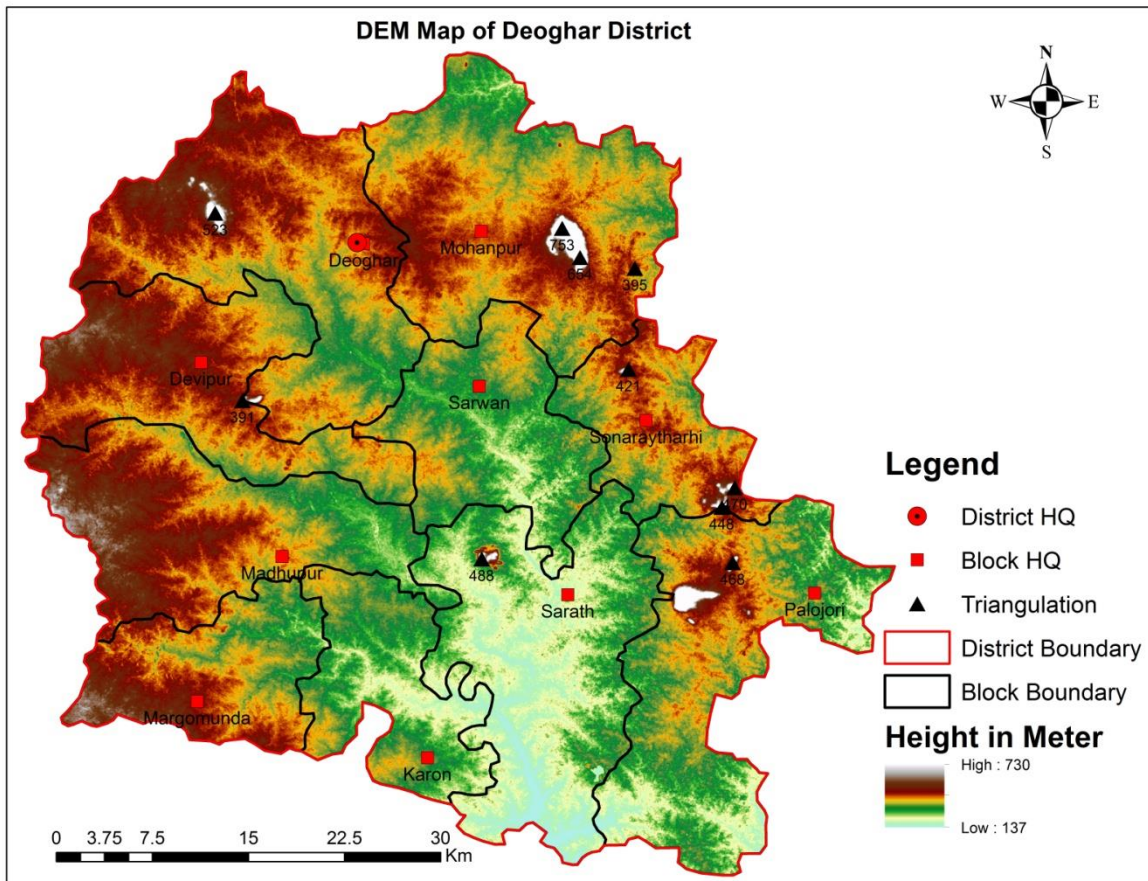 DEM Map of Deoghar District
N
W
E
S
523
753
Deoghar
Mohanpur
654
395
Devipur
421
391
Sarwan
Sonaraytharhi
Legend
District HQ
448
Block HQ
488
468
Madhupur
Triangulation
Sarath
Palojori
District Boundary
Block Boundary
Margomunda
Height in Meter
Karon
High : 730
Low : 137
0 3.75 7.5 15 22.5 30
Km